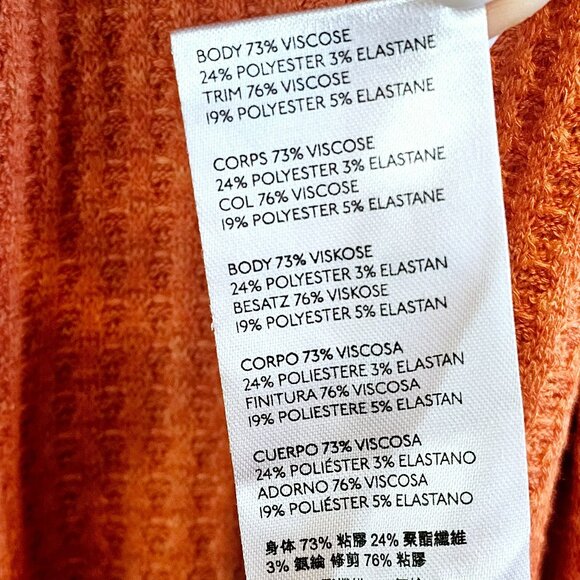 BODY 73% VISCOSE
24% POLYESTER 3% ELASTANE
TRIM 76% VISCOSE
19% POLYESTER 5% ELASTANE
CORPS 73% VISCOSE
24% POLYESTER 3% ELASTANE
COL 76% VISCOSE
19% POLYESTER 5% ELASTANE
BODY 73% VISKOSE
24% POLYESTER 3% ELASTAN
BESATZ 76% VISKOSE
19% POLYESTER 5% ELASTAN
CORPO 73% VISCOSA
24% POLIESTERE 3% ELASTAN
FINITURA 76% VISCOSA
19% POLIESTERE 5% ELASTAN
CUERPO 73% VISCOSA
24% POLIÉSTER 3% ELASTANO
ADORNO 76% VISCOSA
19% POLIÉSTER 5% ELASTANO
身体 73% 粘膠 24% 聚酯纖維
3% 氨綸 修剪 76% 粘膠